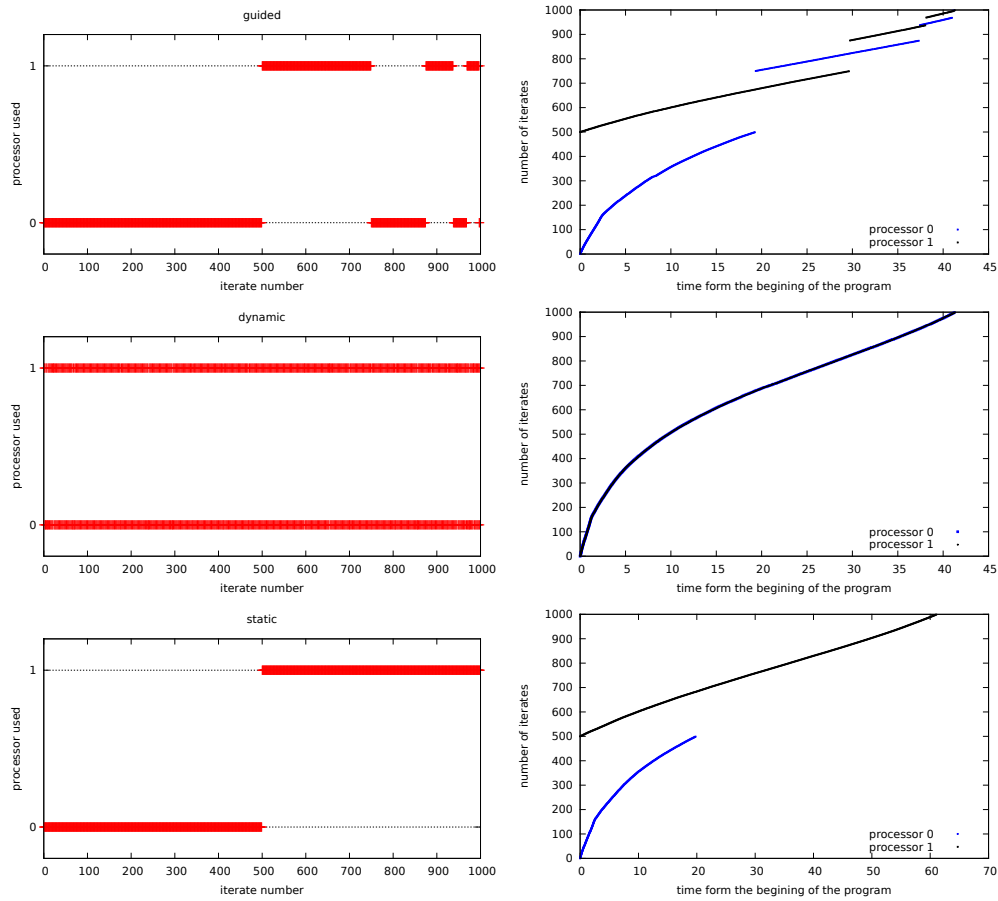 guided
processor used
1
0
0 100 200 300 400 500 600 700 800 900 1000
iterate number
number of iterates
1000
900
800
700
600
500
400
300
200
100
0
processor 0
processor 1
0 5 10 15 20 25 30 35 40 45
time form the begining of the program
dynamic
processor used
1
0
0 100 200 300 400 500 600 700 800 900 1000
iterate number
number of iterates
1000
900
800
700
600
500
400
300
200
100
0
processor 0
processor 1
0 5 10 15 20 25 30 35 40 45
time form the begining of the program
static
processor used
1
0
0 100 200 300 400 500 600 700 800 900 1000
iterate number
number of iterates
1000
900
800
700
600
500
400
300
200
100
0
processor 0
processor 1
0 10 20 30 40 50 60 70
time form the begining of the program